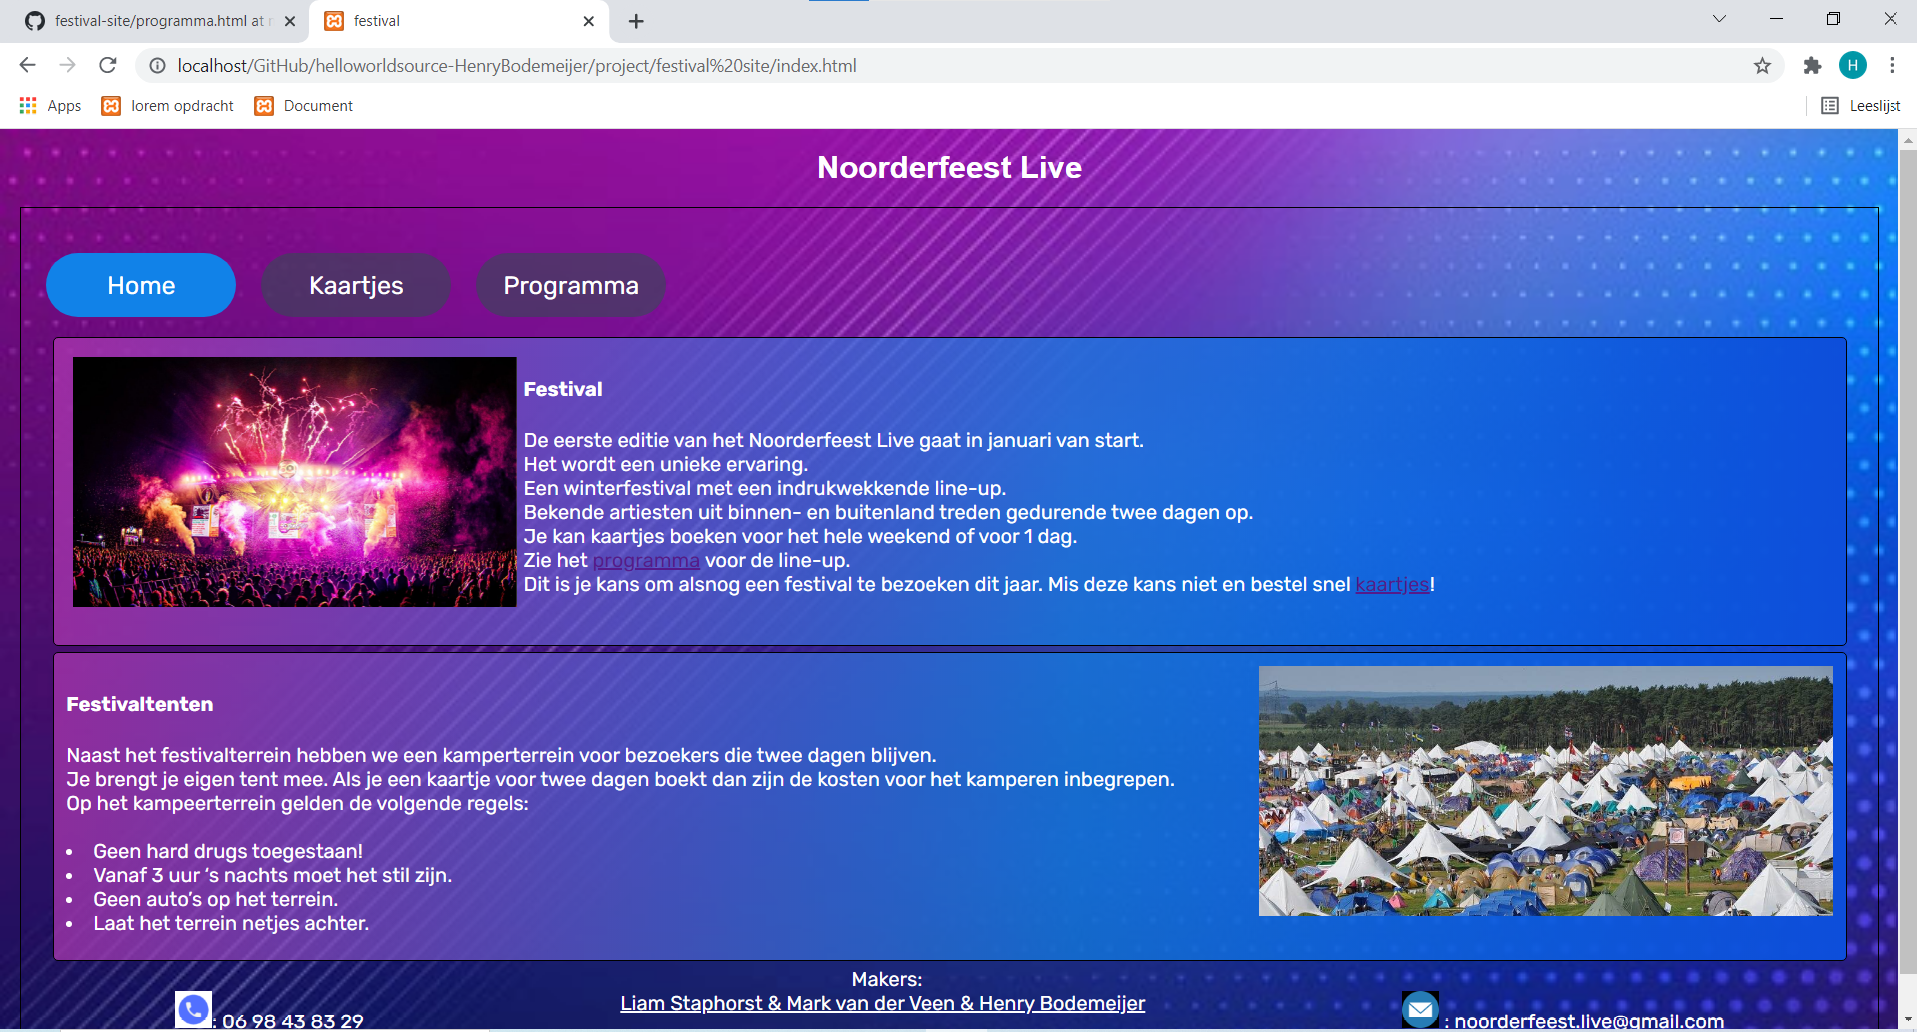 festival-site/programma.html at
festival
localhost/GitHub/helloworldsource-HenryBodemeijer/project/festival%20site/index.html
H
Apps
lorem opdracht
Document
Leeslijst
Noorderfeest Live
Home
Kaartjes
Programma
Festival
De eerste editie van het Noorderfeest Live gaat in januari van start.
Het wordt een unieke ervaring.
Een winterfestival met een indrukwekkende line-up.
Bekende artiesten uit binnen- en buitenland treden gedurende twee dagen op.
Je kan kaartjes boeken voor het hele weekend of voor 1 dag.
Zie het programma voor de line-up.
Dit is je kans om alsnog een festival te bezoeken dit jaar. Mis deze kans niet en bestel snel kaartjes!
Festivaltenten
Naast het festivalterrein hebben we een kamperterrein voor bezoekers die twee dagen blijven.
Je brengt je eigen tent mee. Als je een kaartje voor twee dagen boekt dan zijn de kosten voor het kamperen inbegrepen.
Op het kampeerterrein gelden de volgende regels:
• Geen hard drugs toegestaan!
• Vanaf 3 uur ‘s nachts moet het stil zijn.
• Geen auto’s op het terrein.
• Laat het terrein netjes achter.
Makers:
Liam Staphorst & Mark van der Veen & Henry Bodemeijer
: 06 98 43 83 29
: noorderfeest.live@gmail.com